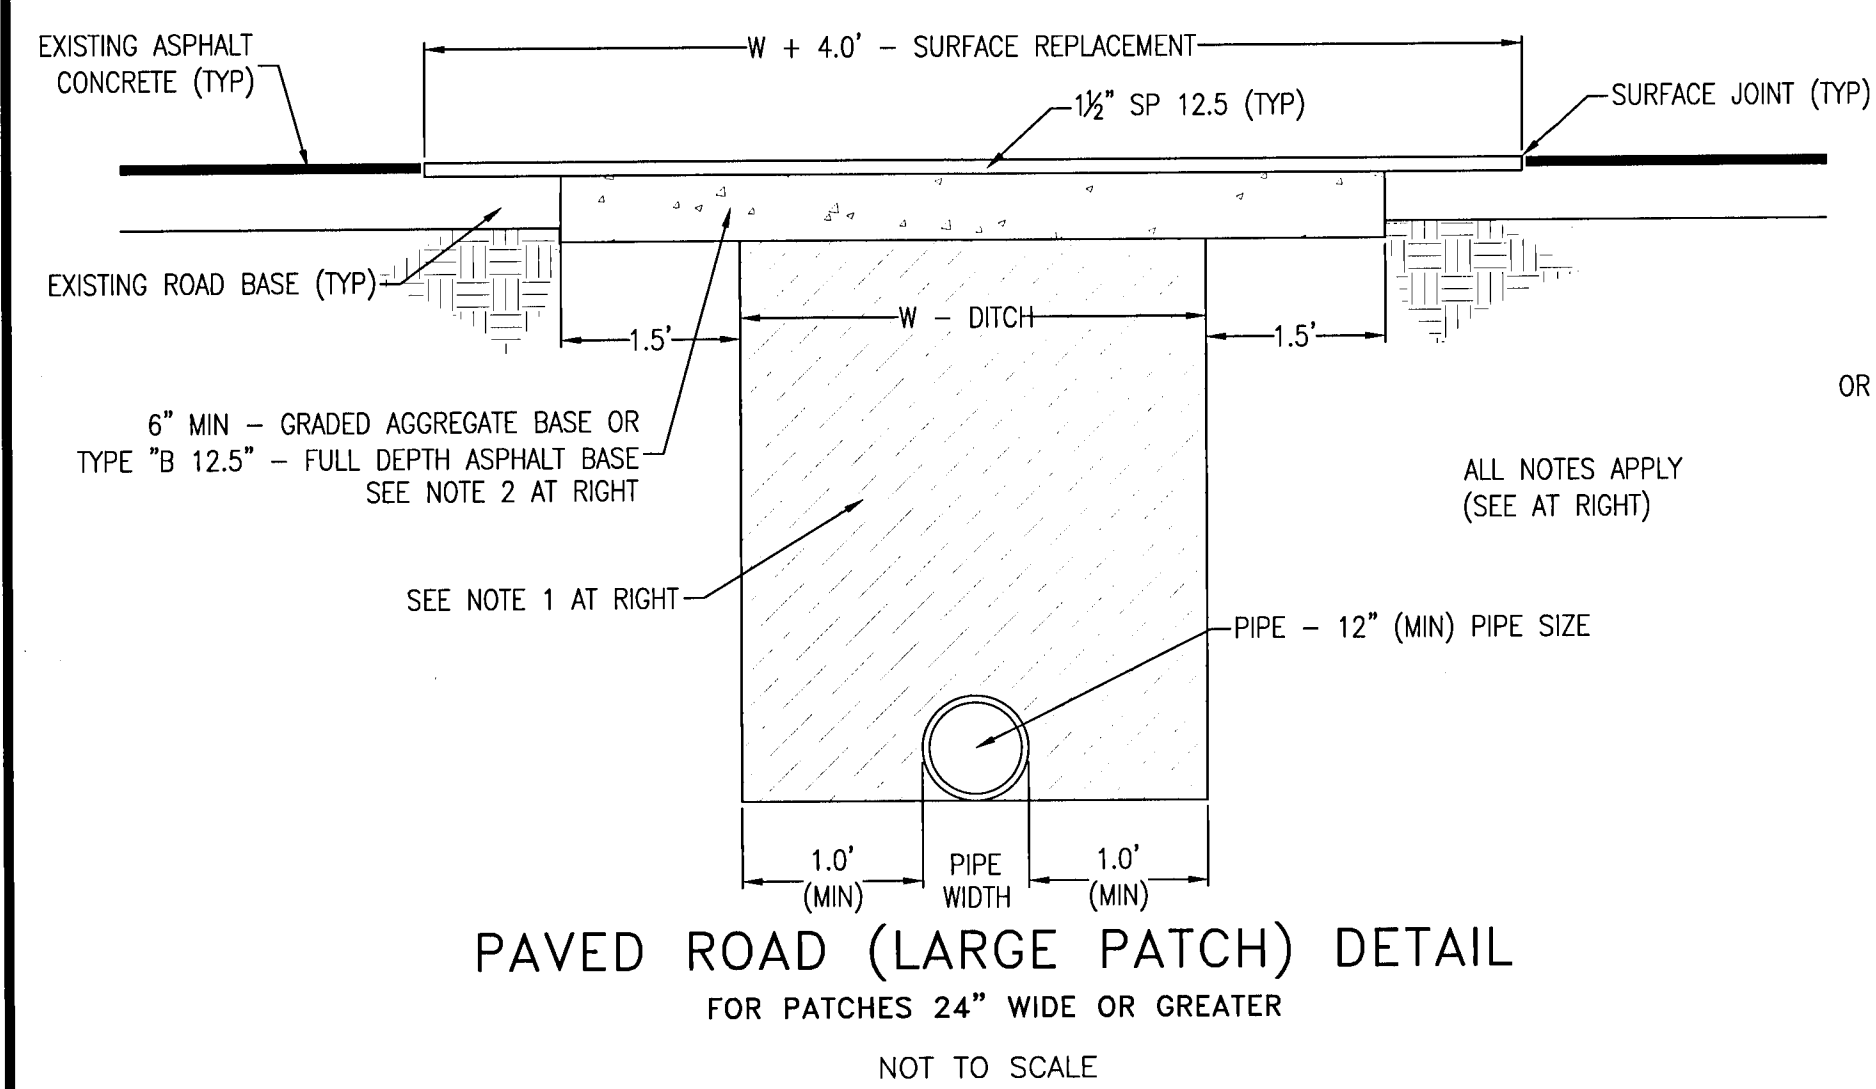 EXISTING ASPHALT
CONCRETE (TYP)
W + 4.0' – SURFACE REPLACEMENT
1½" SP 12.5 (TYP)
SURFACE JOINT (TYP)
EXISTING ROAD BASE (TYP)
W – DITCH
1.5'
1.5'
OR
6" MIN – GRADED AGGREGATE BASE OR
TYPE "B 12.5" – FULL DEPTH ASPHALT BASE
SEE NOTE 2 AT RIGHT
ALL NOTES APPLY
(SEE AT RIGHT)
SEE NOTE 1 AT RIGHT
PIPE – 12" (MIN) PIPE SIZE
1.0'
(MIN)
PIPE
WIDTH
1.0'
(MIN)
PAVED ROAD (LARGE PATCH) DETAIL
FOR PATCHES 24" WIDE OR GREATER
NOT TO SCALE